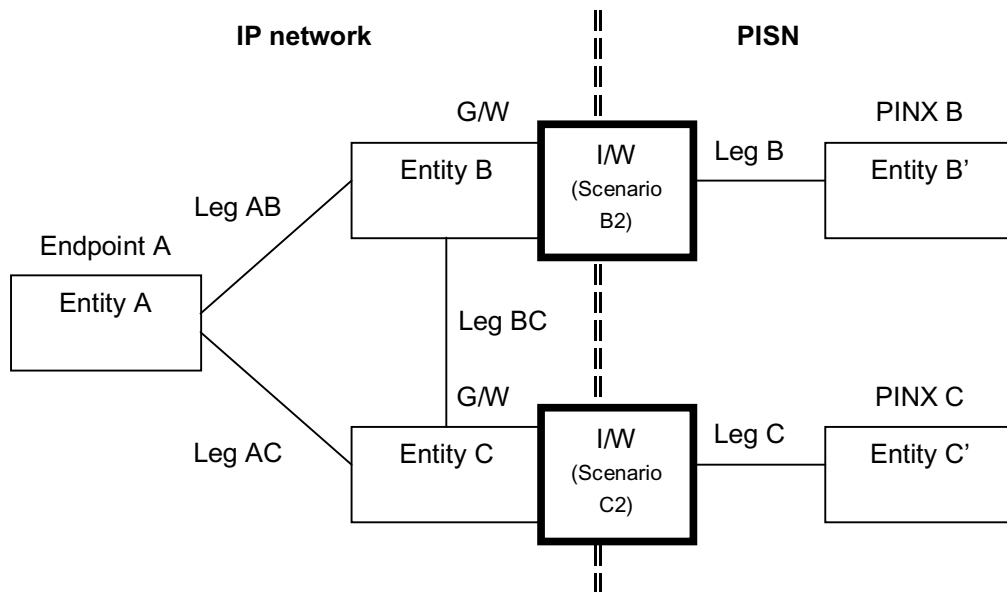 IP network
PISN
G/W
PINX B
Entity B
I/W
(Scenario
B2)
Leg B
Entity B’
Leg AB
Endpoint A
Entity A
Leg BC
G/W
PINX C
Leg AC
Entity C
I/W
(Scenario
C2)
Leg C
Entity C’